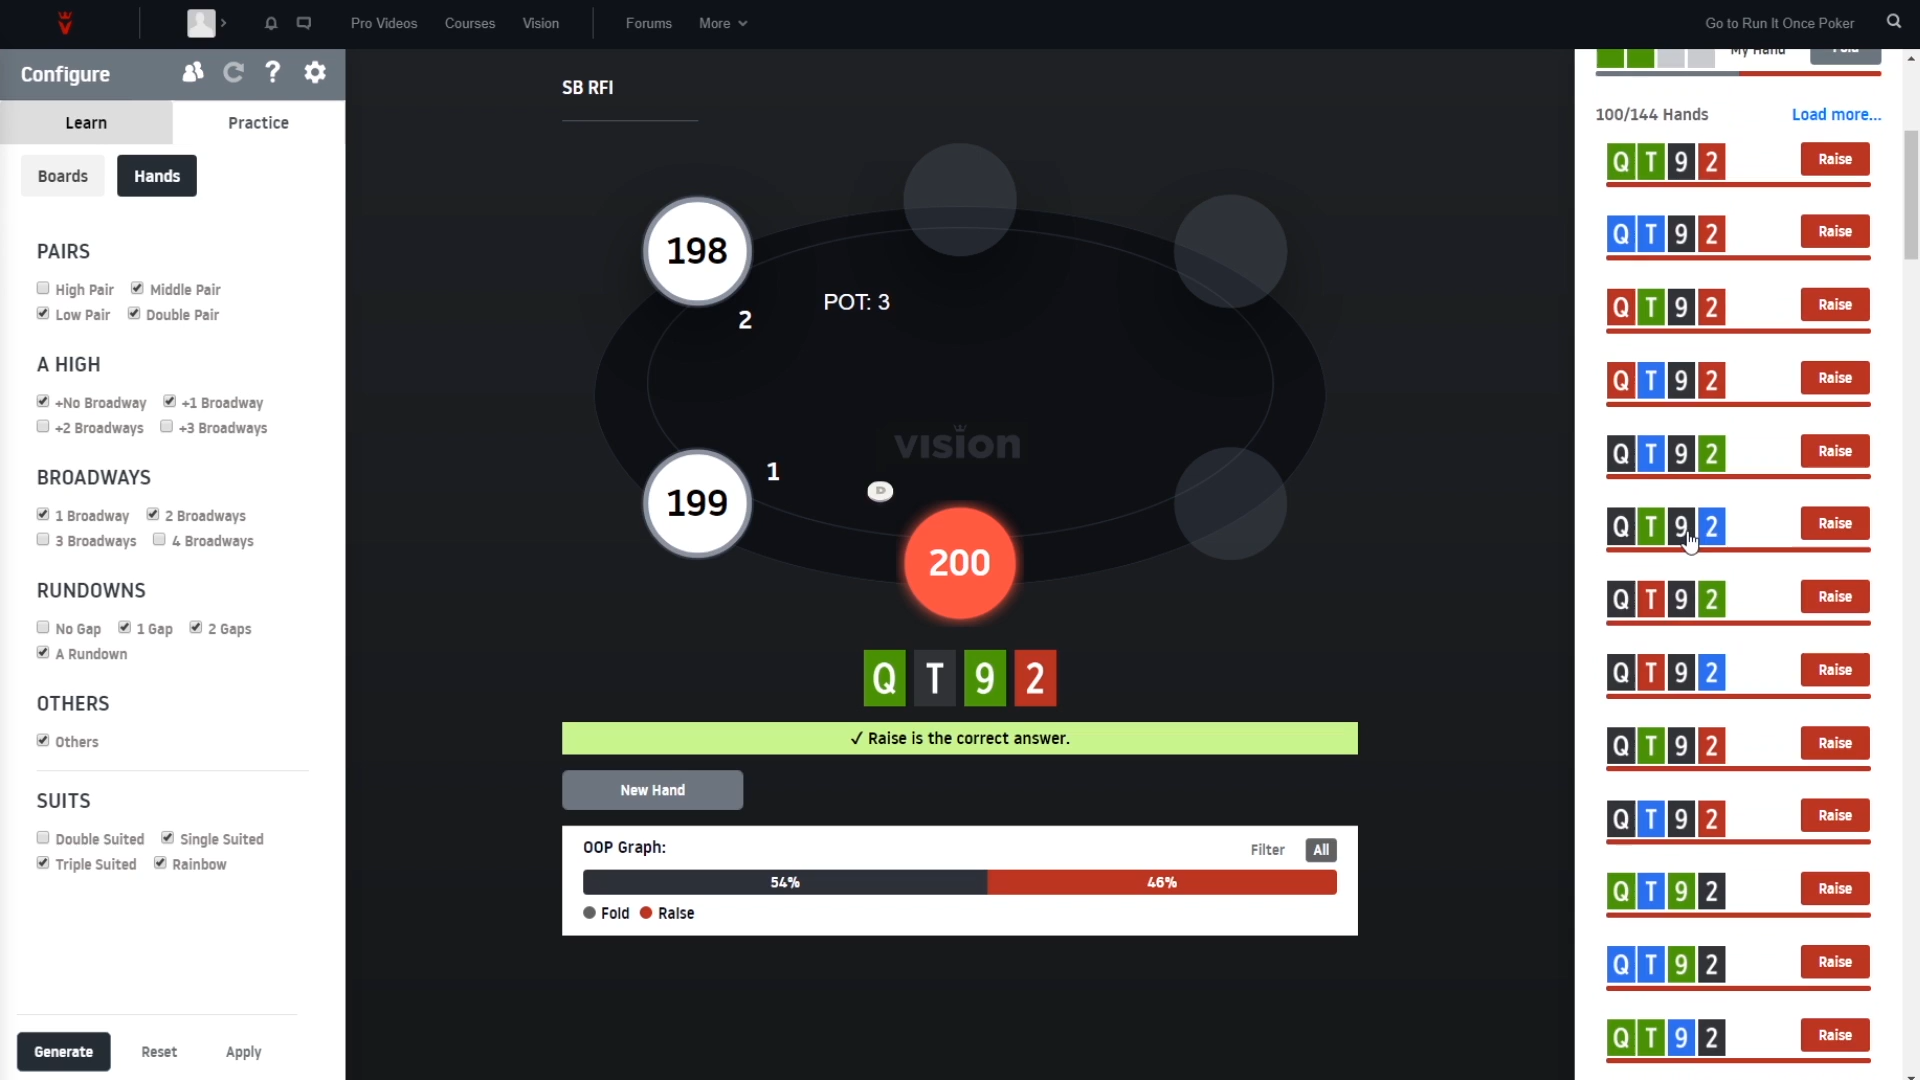 Pro Videos Courses Vision Forums More Go to Run It Once Poker
Configure
Learn Practice
Boards Hands
PAIRS
High Pair Middle Pair
Low Pair Double Pair
A HIGH
+No Broadway +1 Broadway
+2 Broadways +3 Broadways
BROADWAYS
1 Broadway 2 Broadways
3 Broadways 4 Broadways
RUNDOWNS
No Gap 1 Gap 2 Gaps
A Rundown
OTHERS
Others
SUITS
Double Suited Single Suited
Triple Suited Rainbow
Generate Reset Apply
SB RFI
198
2
POT: 3
vision
1
199
D
200
Q T 9 2
✓ Raise is the correct answer.
New Hand
OOP Graph: Filter All
54% 46%
Fold Raise
My Hand Fold
100/144 Hands Load more...
Q T 9 2 Raise
Q T 9 2 Raise
Q T 9 2 Raise
Q T 9 2 Raise
Q T 9 2 Raise
Q T 9 2 Raise
Q T 9 2 Raise
Q T 9 2 Raise
Q T 9 2 Raise
Q T 9 2 Raise
Q T 9 2 Raise
Q T 9 2 Raise
Q T 9 2 Raise